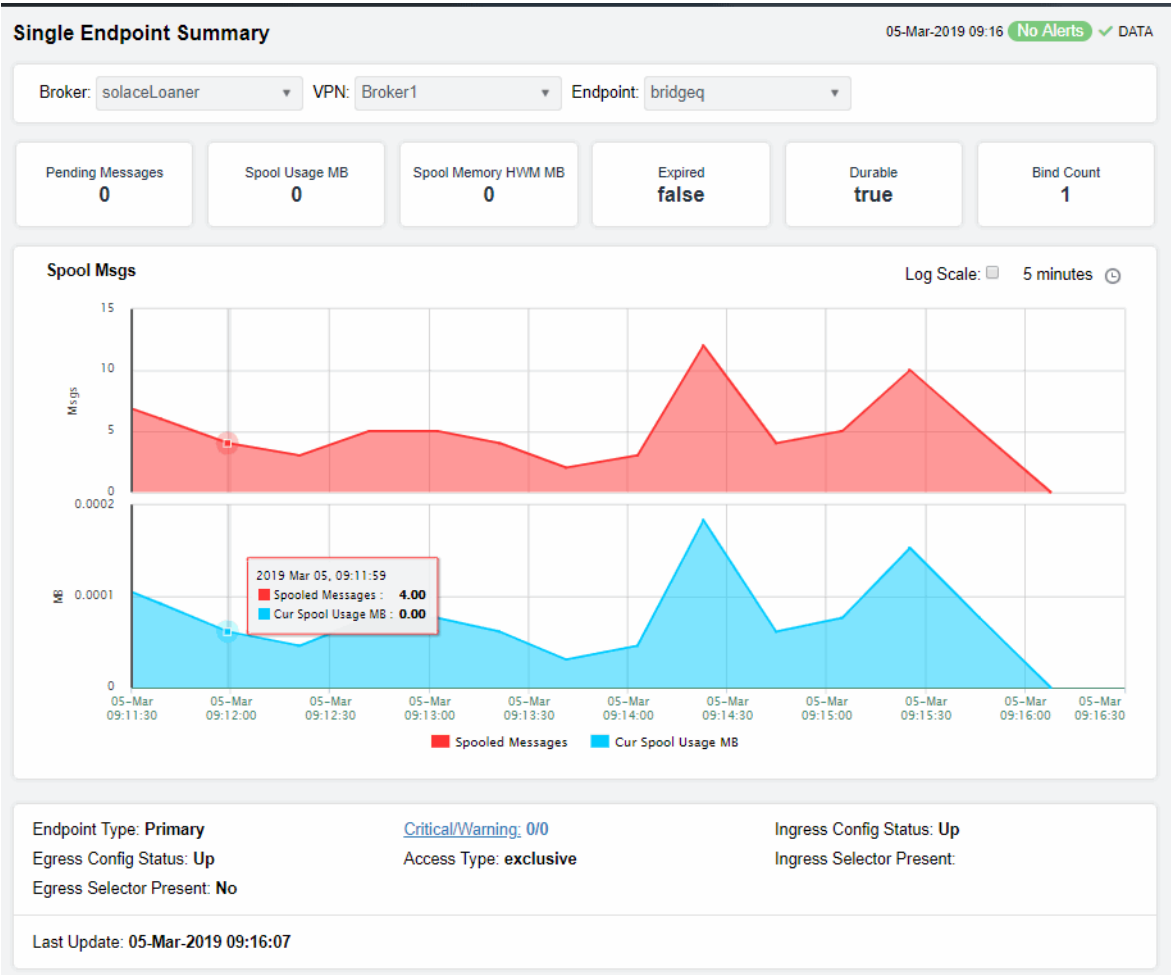 Single Endpoint Summary
05-Mar-2019 09:16 No Alerts DATA
Broker: solaceLoaner VPN: Broker1 Endpoint: bridgeq
Pending Messages
0
Spool Usage MB
0
Spool Memory HWM MB
0
Expired
false
Durable
true
Bind Count
1
Spool Msgs
Log Scale: 5 minutes
15
10
5
0
Msgs
0.0002
0.0001
0
MB
2019 Mar 05, 09:11:59
Spooled Messages : 4.00
Cur Spool Usage MB : 0.00
05-Mar 05-Mar 05-Mar 05-Mar 05-Mar 05-Mar 05-Mar 05-Mar 05-Mar 05-Mar 05-Mar
09:11:30 09:12:00 09:12:30 09:13:00 09:13:30 09:14:00 09:14:30 09:15:00 09:15:30 09:16:00 09:16:30
Spooled Messages Cur Spool Usage MB
Endpoint Type: Primary Critical/Warning: 0/0 Ingress Config Status: Up
Egress Config Status: Up Access Type: exclusive Ingress Selector Present:
Egress Selector Present: No
Last Update: 05-Mar-2019 09:16:07